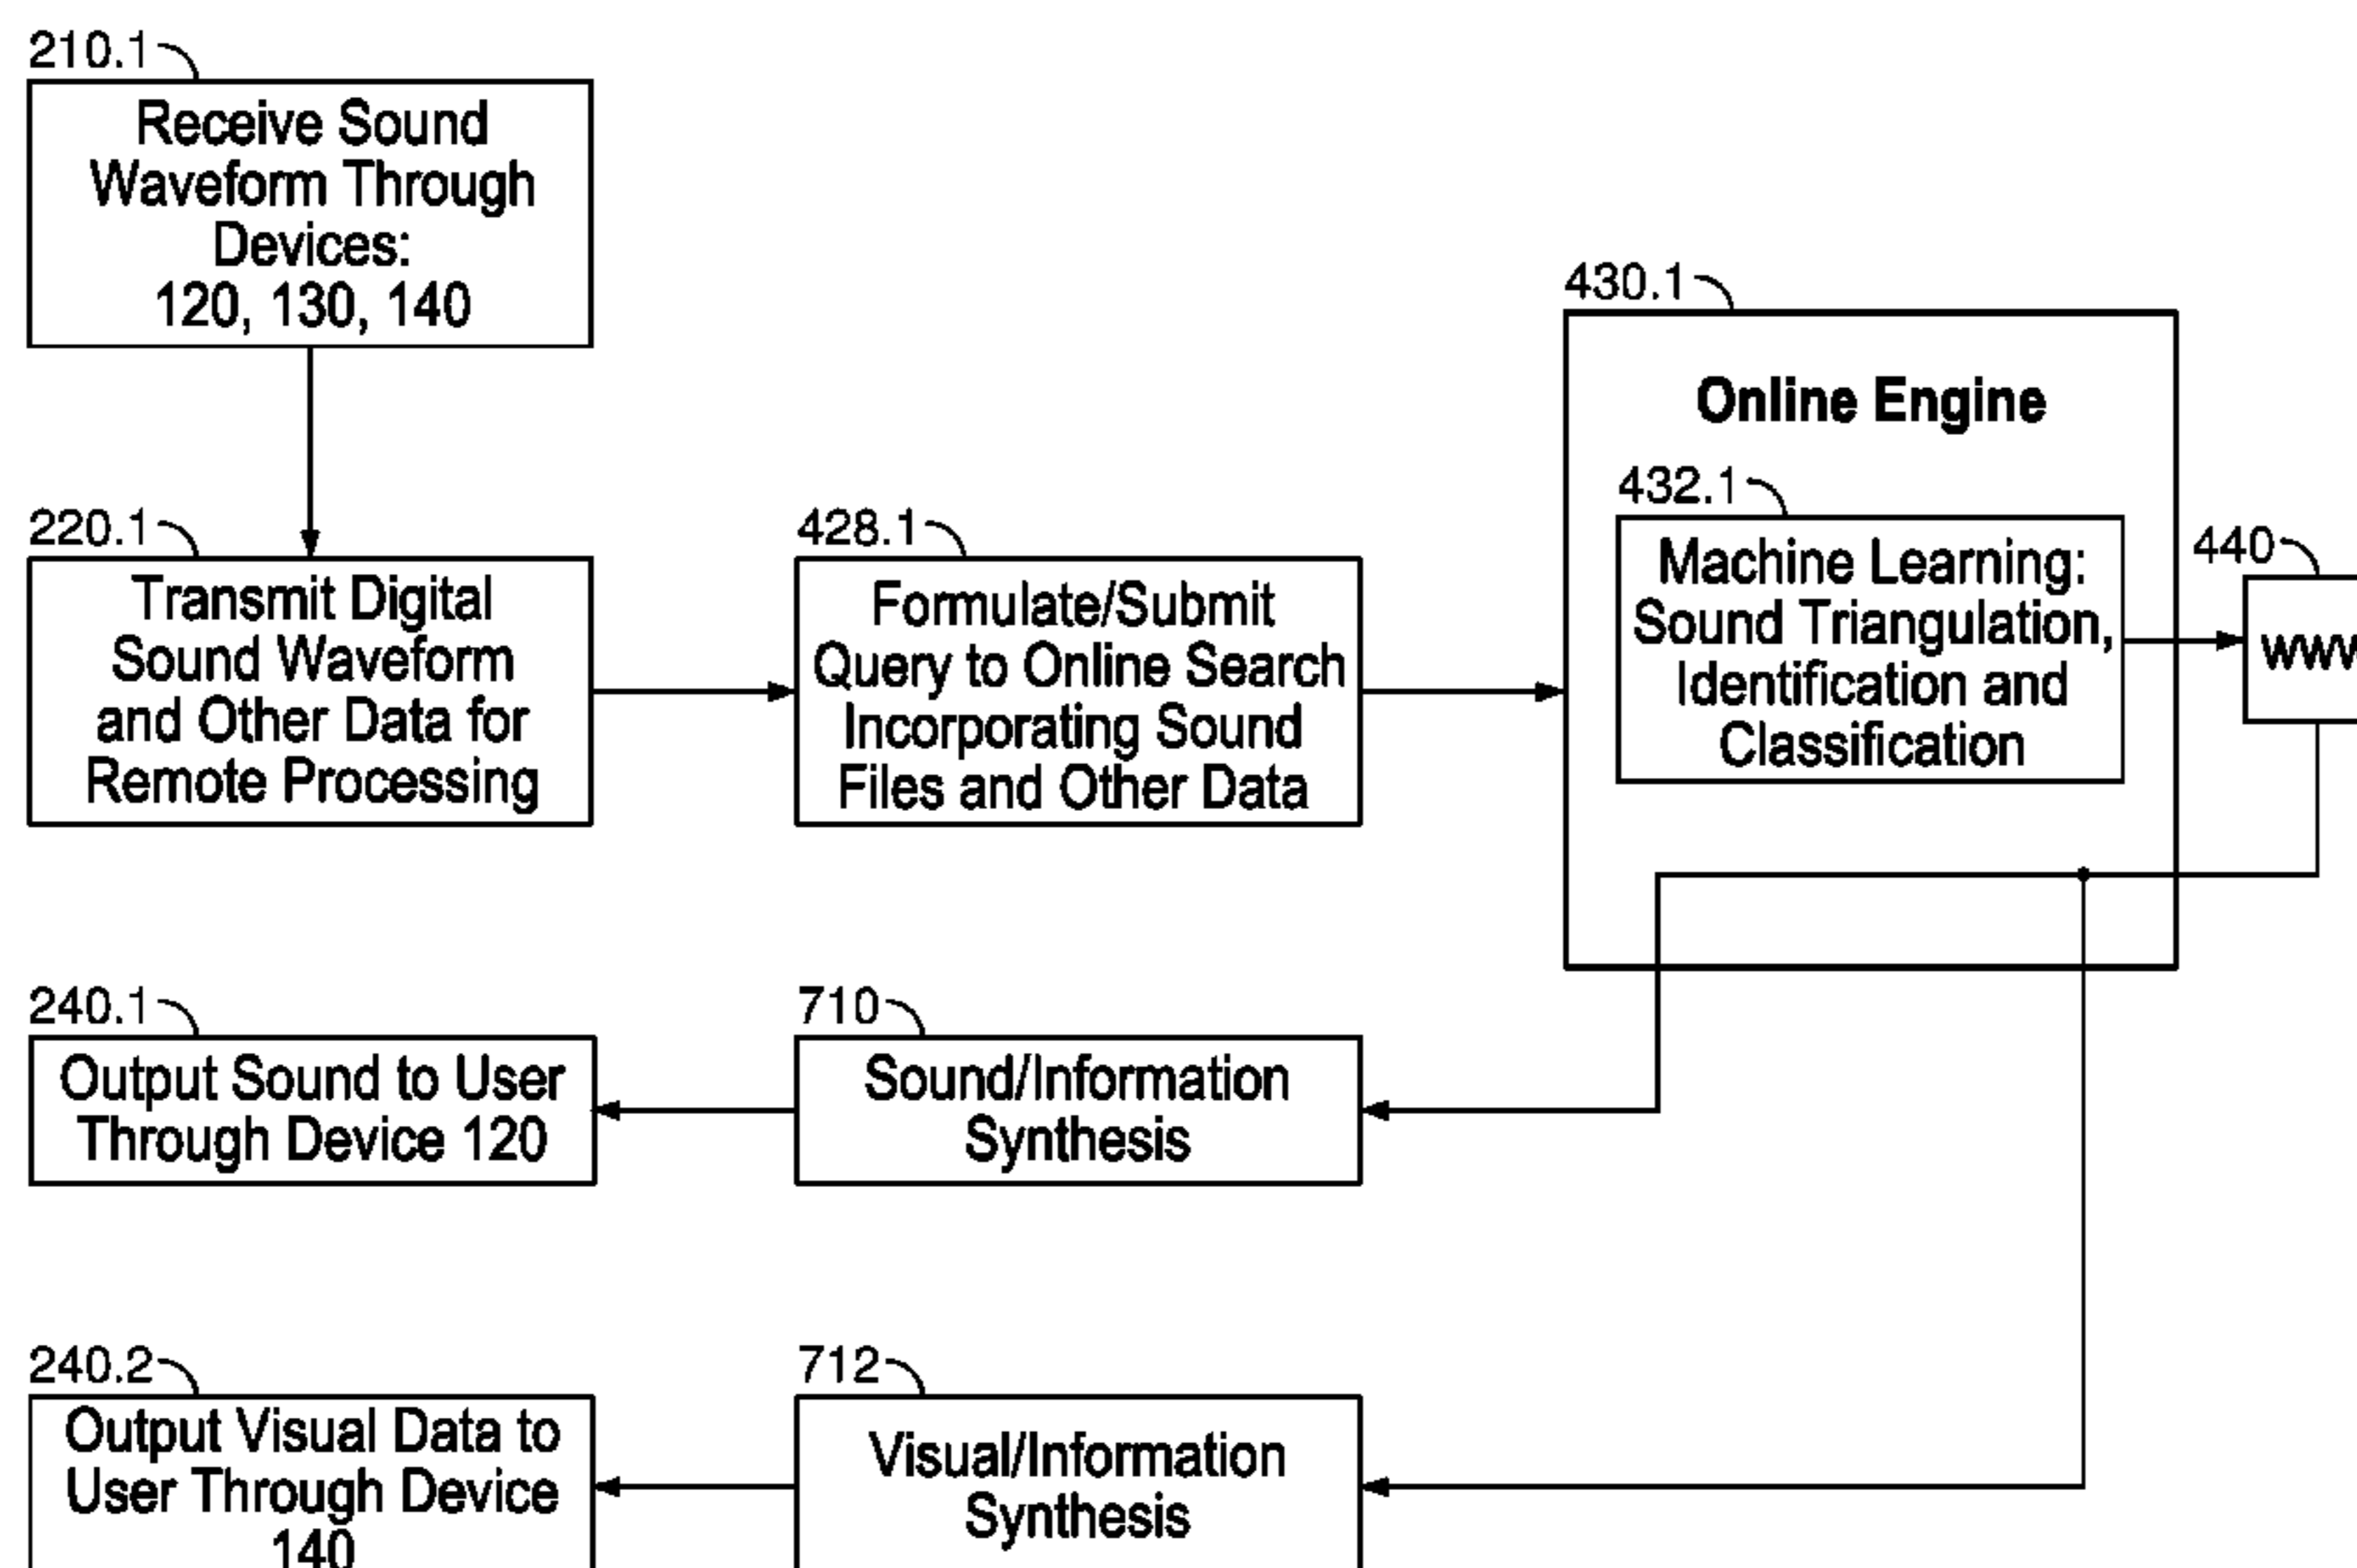 210.1
Receive Sound
Waveform Through
Devices:
120, 130, 140
220.1
Transmit Digital
Sound Waveform
and Other Data for
Remote Processing
428.1
Formulate/Submit
Query to Online Search
Incorporating Sound
Files and Other Data
430.1
Online Engine
432.1
Machine Learning:
Sound Triangulation,
Identification and
Classification
440
240.1
Output Sound to User
Through Device 120
710
Sound/Information
Synthesis
240.2
Output Visual Data to
User Through Device
140
712
Visual/Information
Synthesis